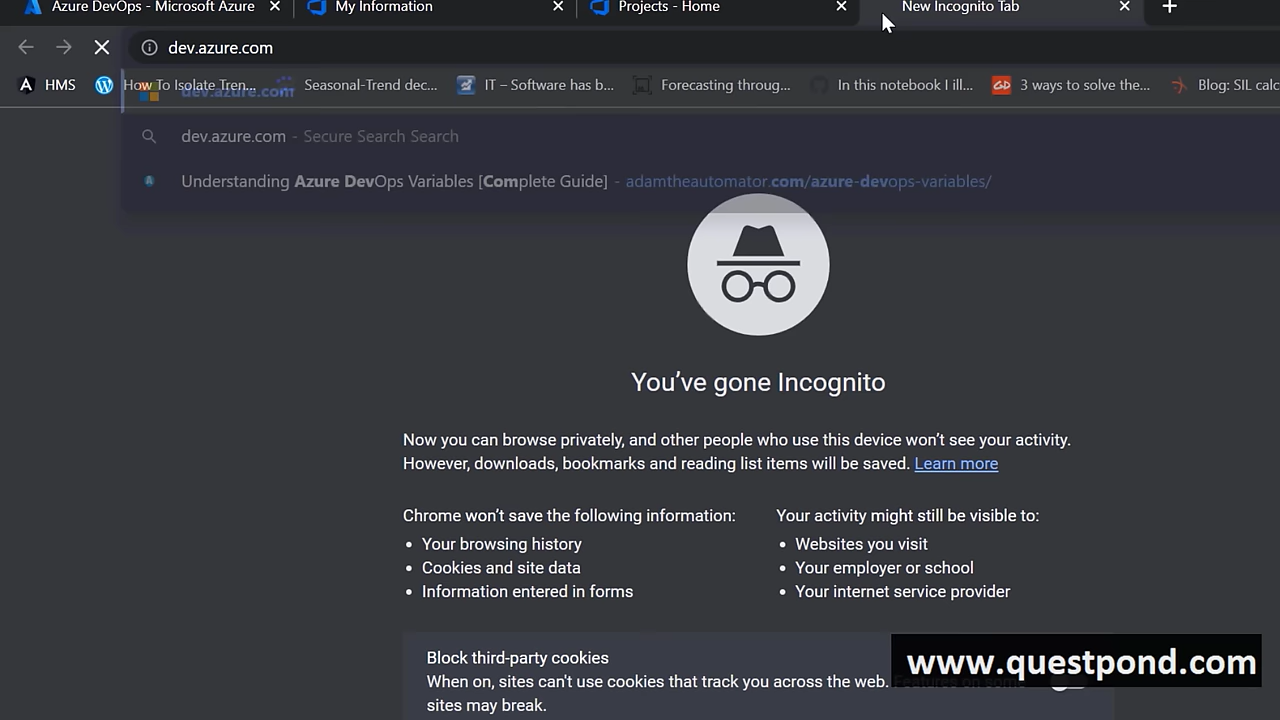 Azure DevOps - Microsoft Azure
My Information
Projects - Home
New Incognito Tab
dev.azure.com
HMS
How To Isolate Tren...
Seasonal-Trend dec...
IT – Software has b...
Forecasting throug...
In this notebook I ill...
3 ways to solve the...
Blog: SIL calc
dev.azure.com
dev.azure.com - Secure Search Search
Understanding Azure DevOps Variables [Complete Guide] - adamtheautomator.com/azure-devops-variables/
You’ve gone Incognito
Now you can browse privately, and other people who use this device won’t see your activity.
However, downloads, bookmarks and reading list items will be saved. Learn more
Chrome won’t save the following information:
• Your browsing history
• Cookies and site data
• Information entered in forms
Your activity might still be visible to:
• Websites you visit
• Your employer or school
• Your internet service provider
Block third-party cookies
When on, sites can't use cookies that track you across the web. Features on some
sites may break.
www.questpond.com